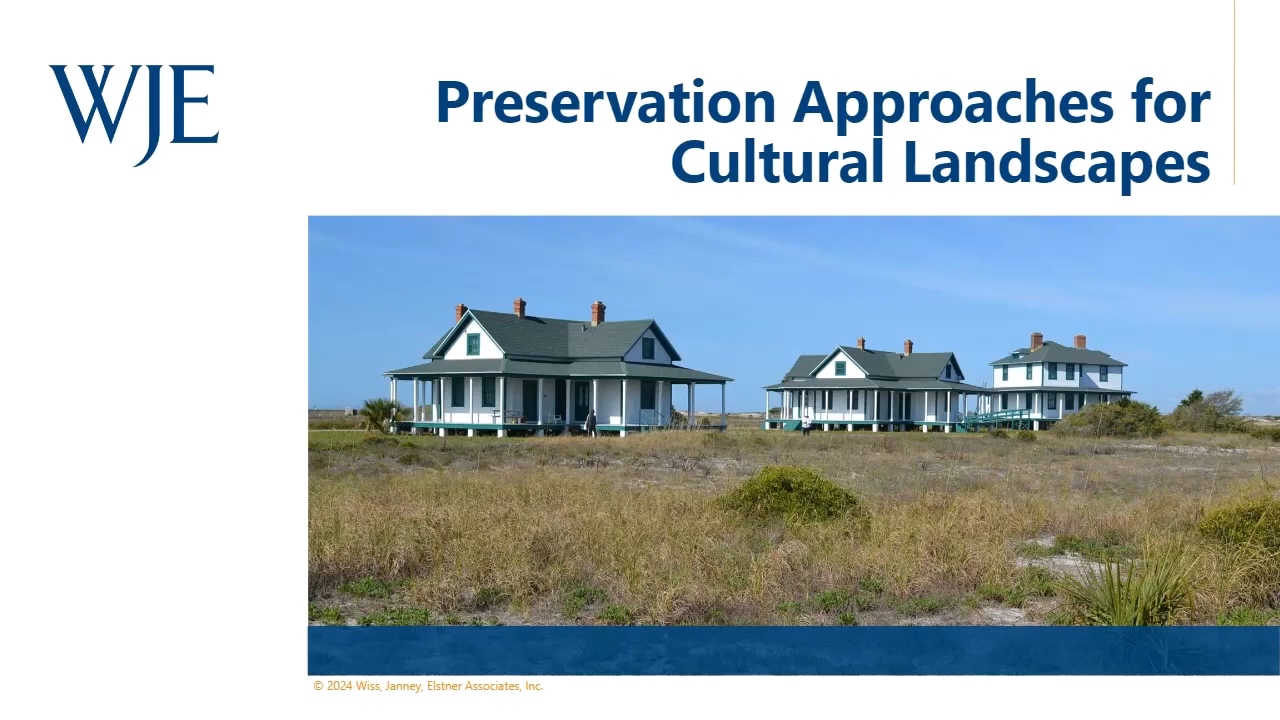 WJE
Preservation Approaches for
Cultural Landscapes
© 2024 Wiss, Janney, Elstner Associates, Inc.